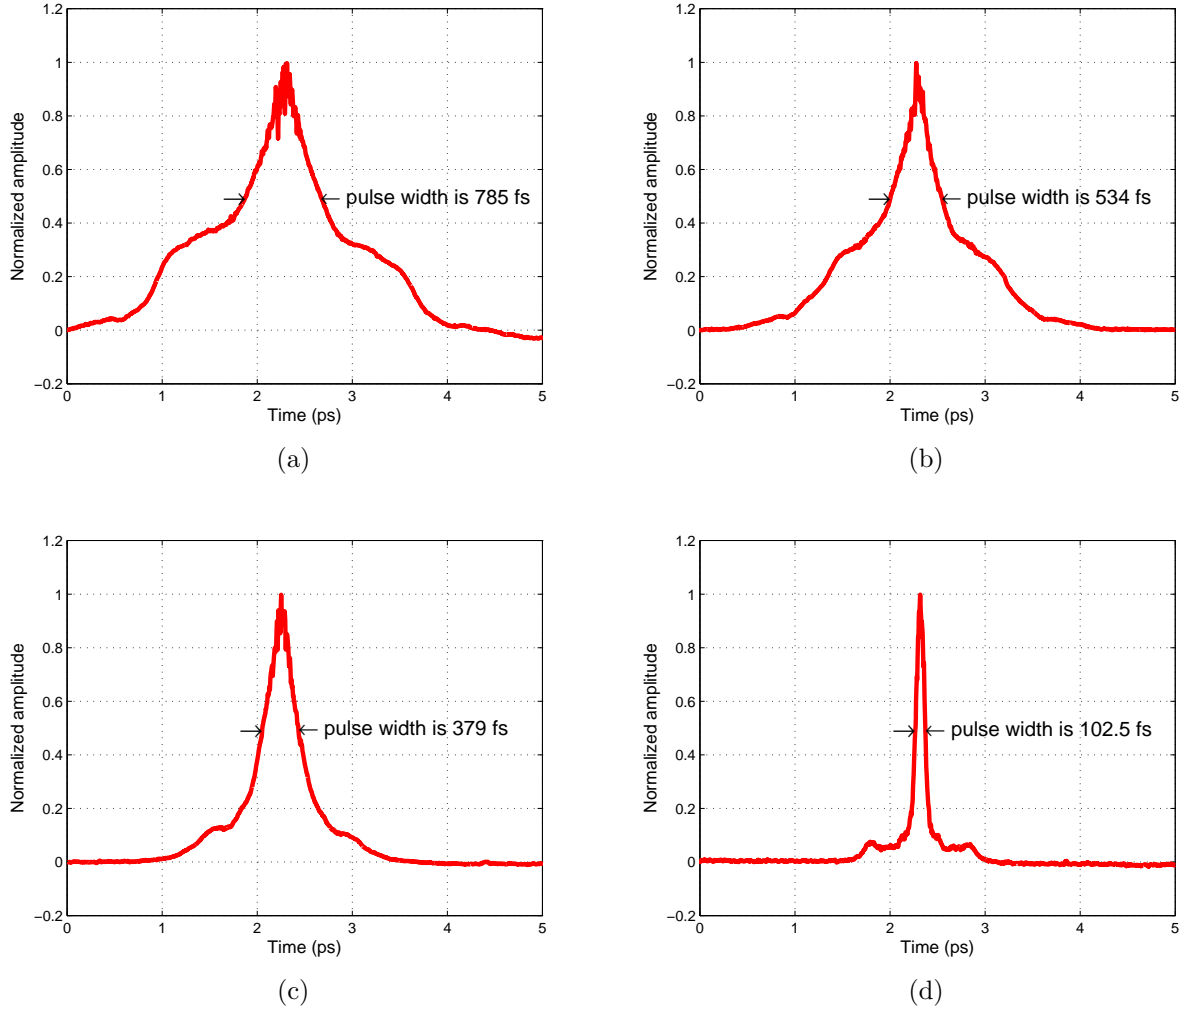 1.2
1
0.8
0.6
0.4
0.2
0
−0.2
Normalized amplitude
pulse width is 785 fs
0 1 2 3 4 5
Time (ps)
(a)
1.2
1
0.8
0.6
0.4
0.2
0
−0.2
Normalized amplitude
pulse width is 534 fs
0 1 2 3 4 5
Time (ps)
(b)
1.2
1
0.8
0.6
0.4
0.2
0
−0.2
Normalized amplitude
pulse width is 379 fs
0 1 2 3 4 5
Time (ps)
(c)
1.2
1
0.8
0.6
0.4
0.2
0
−0.2
Normalized amplitude
pulse width is 102.5 fs
0 1 2 3 4 5
Time (ps)
(d)